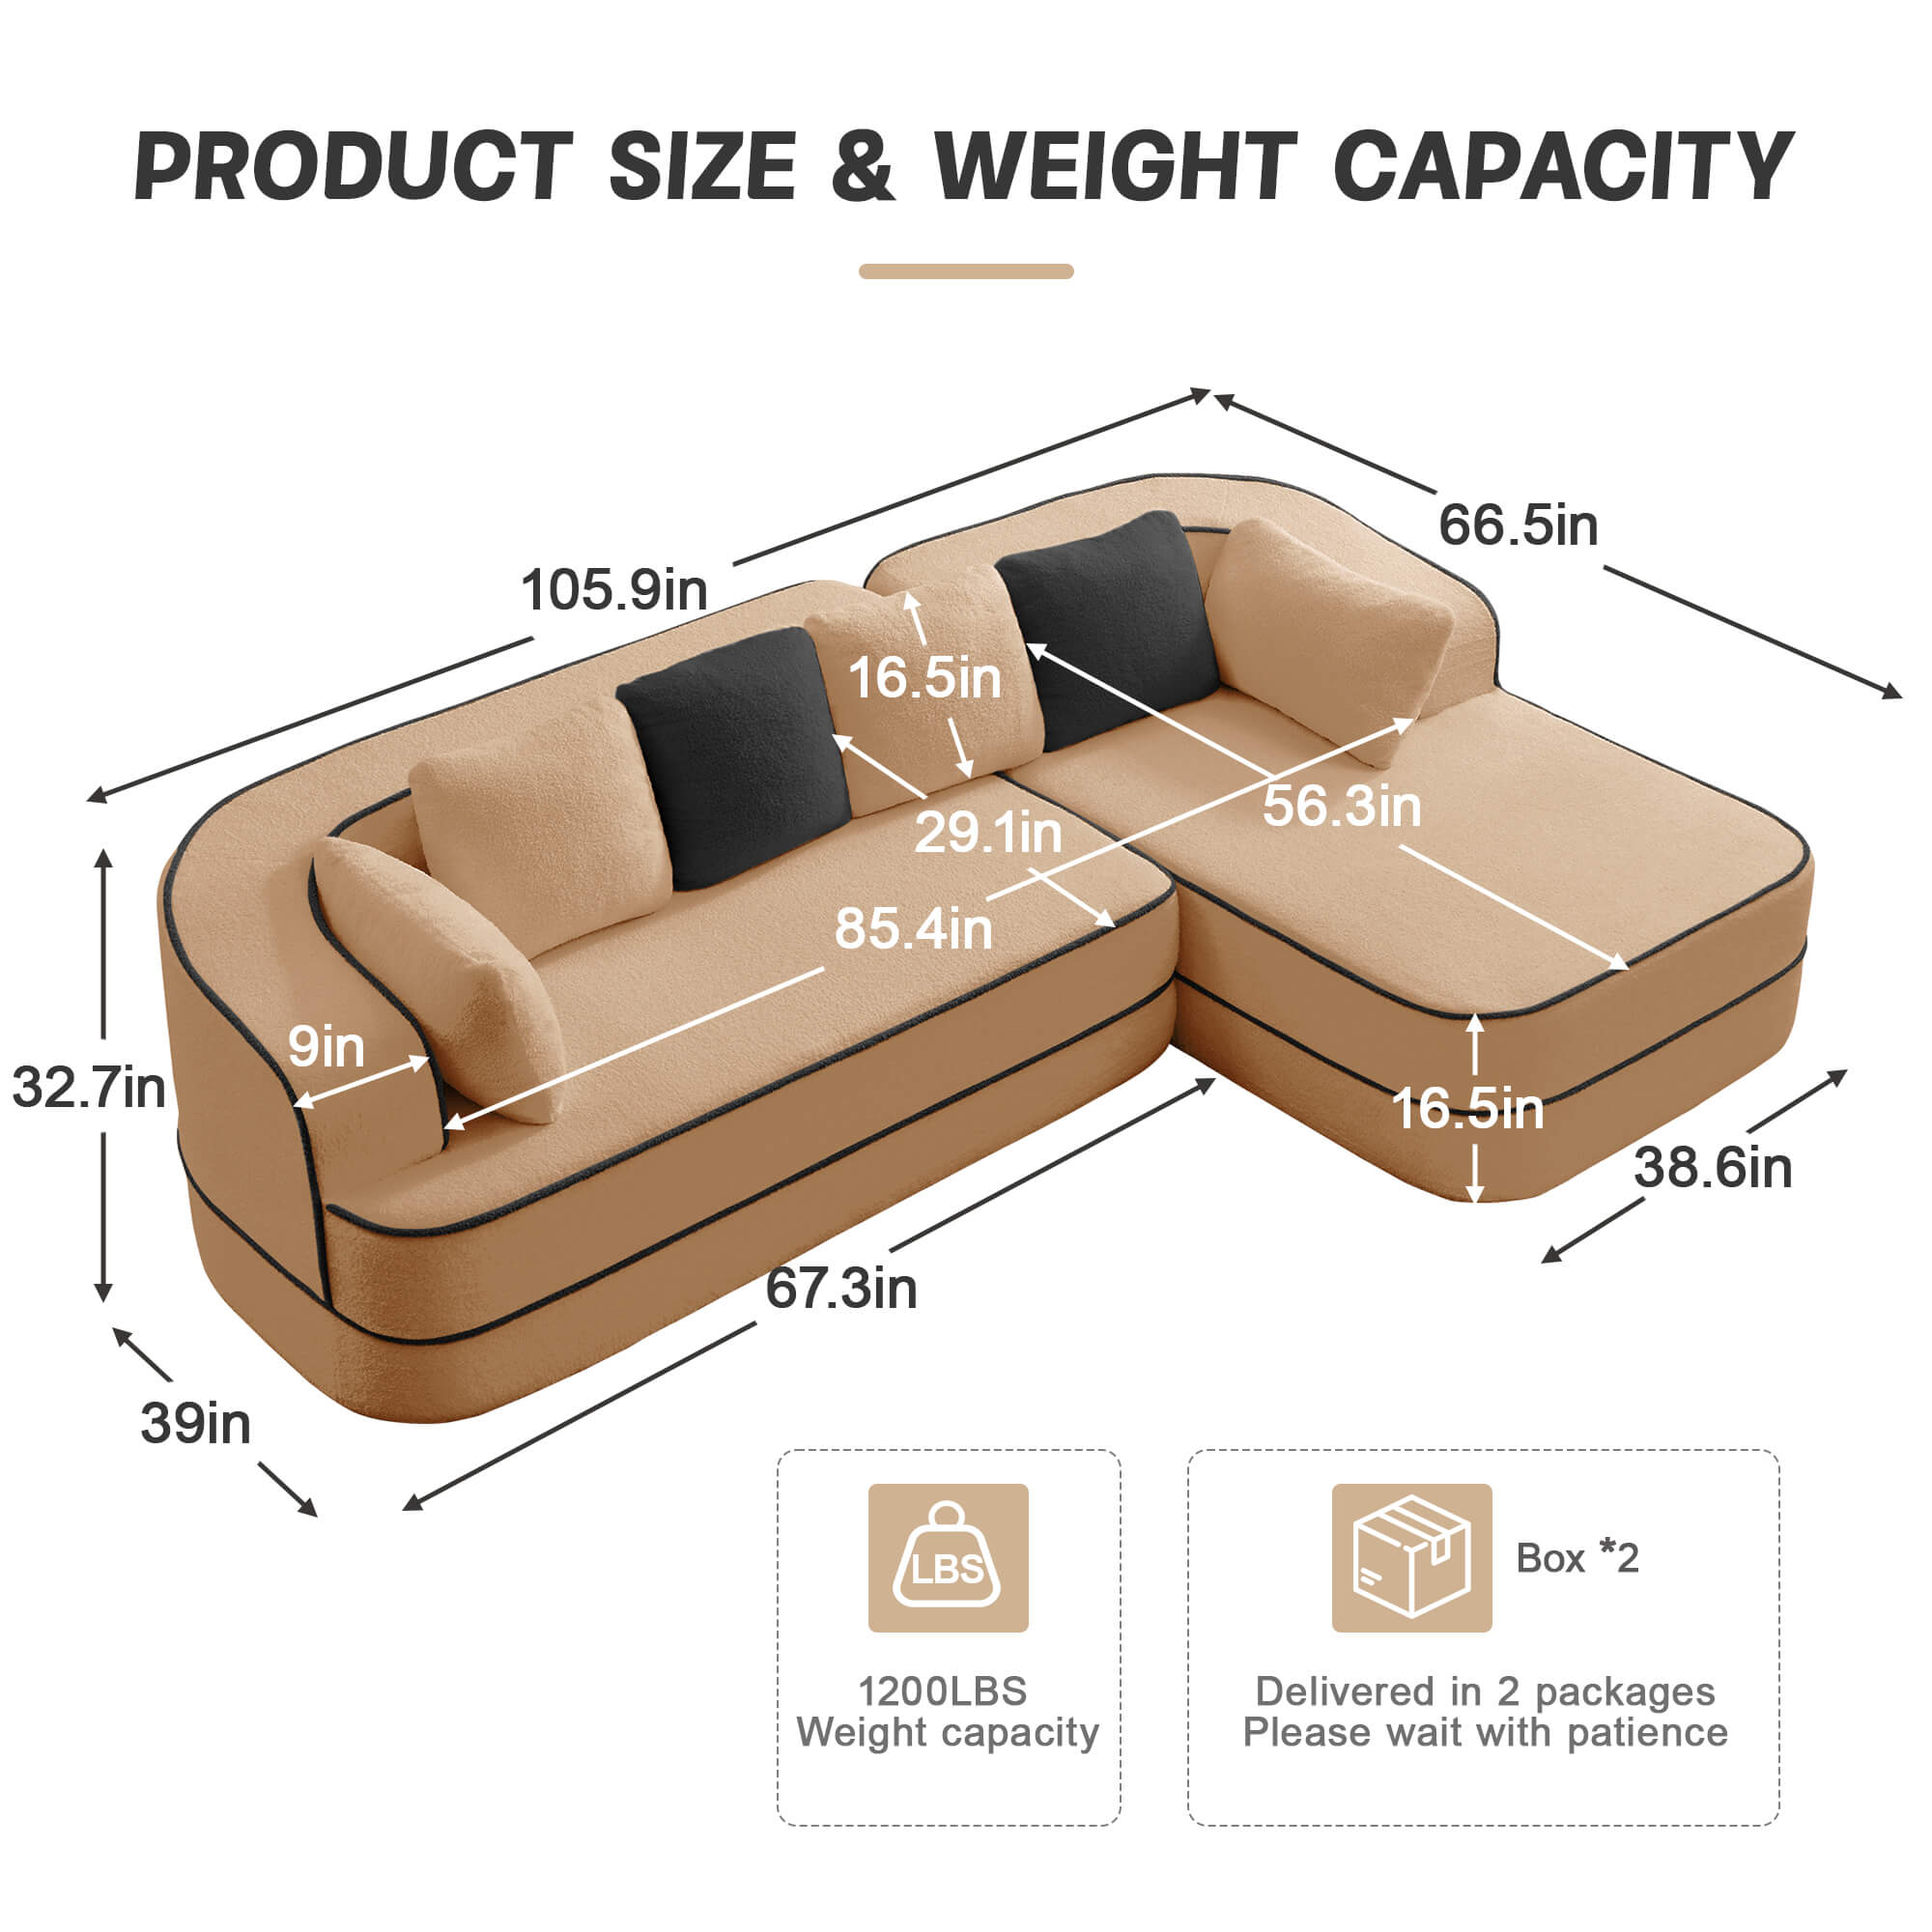 PRODUCT SIZE & WEIGHT CAPACITY
105.9in
66.5in
16.5in
29.1in
56.3in
85.4in
9in
32.7in
16.5in
38.6in
67.3in
39in
LBS
Box *2
1200LBS
Weight capacity
Delivered in 2 packages
Please wait with patience